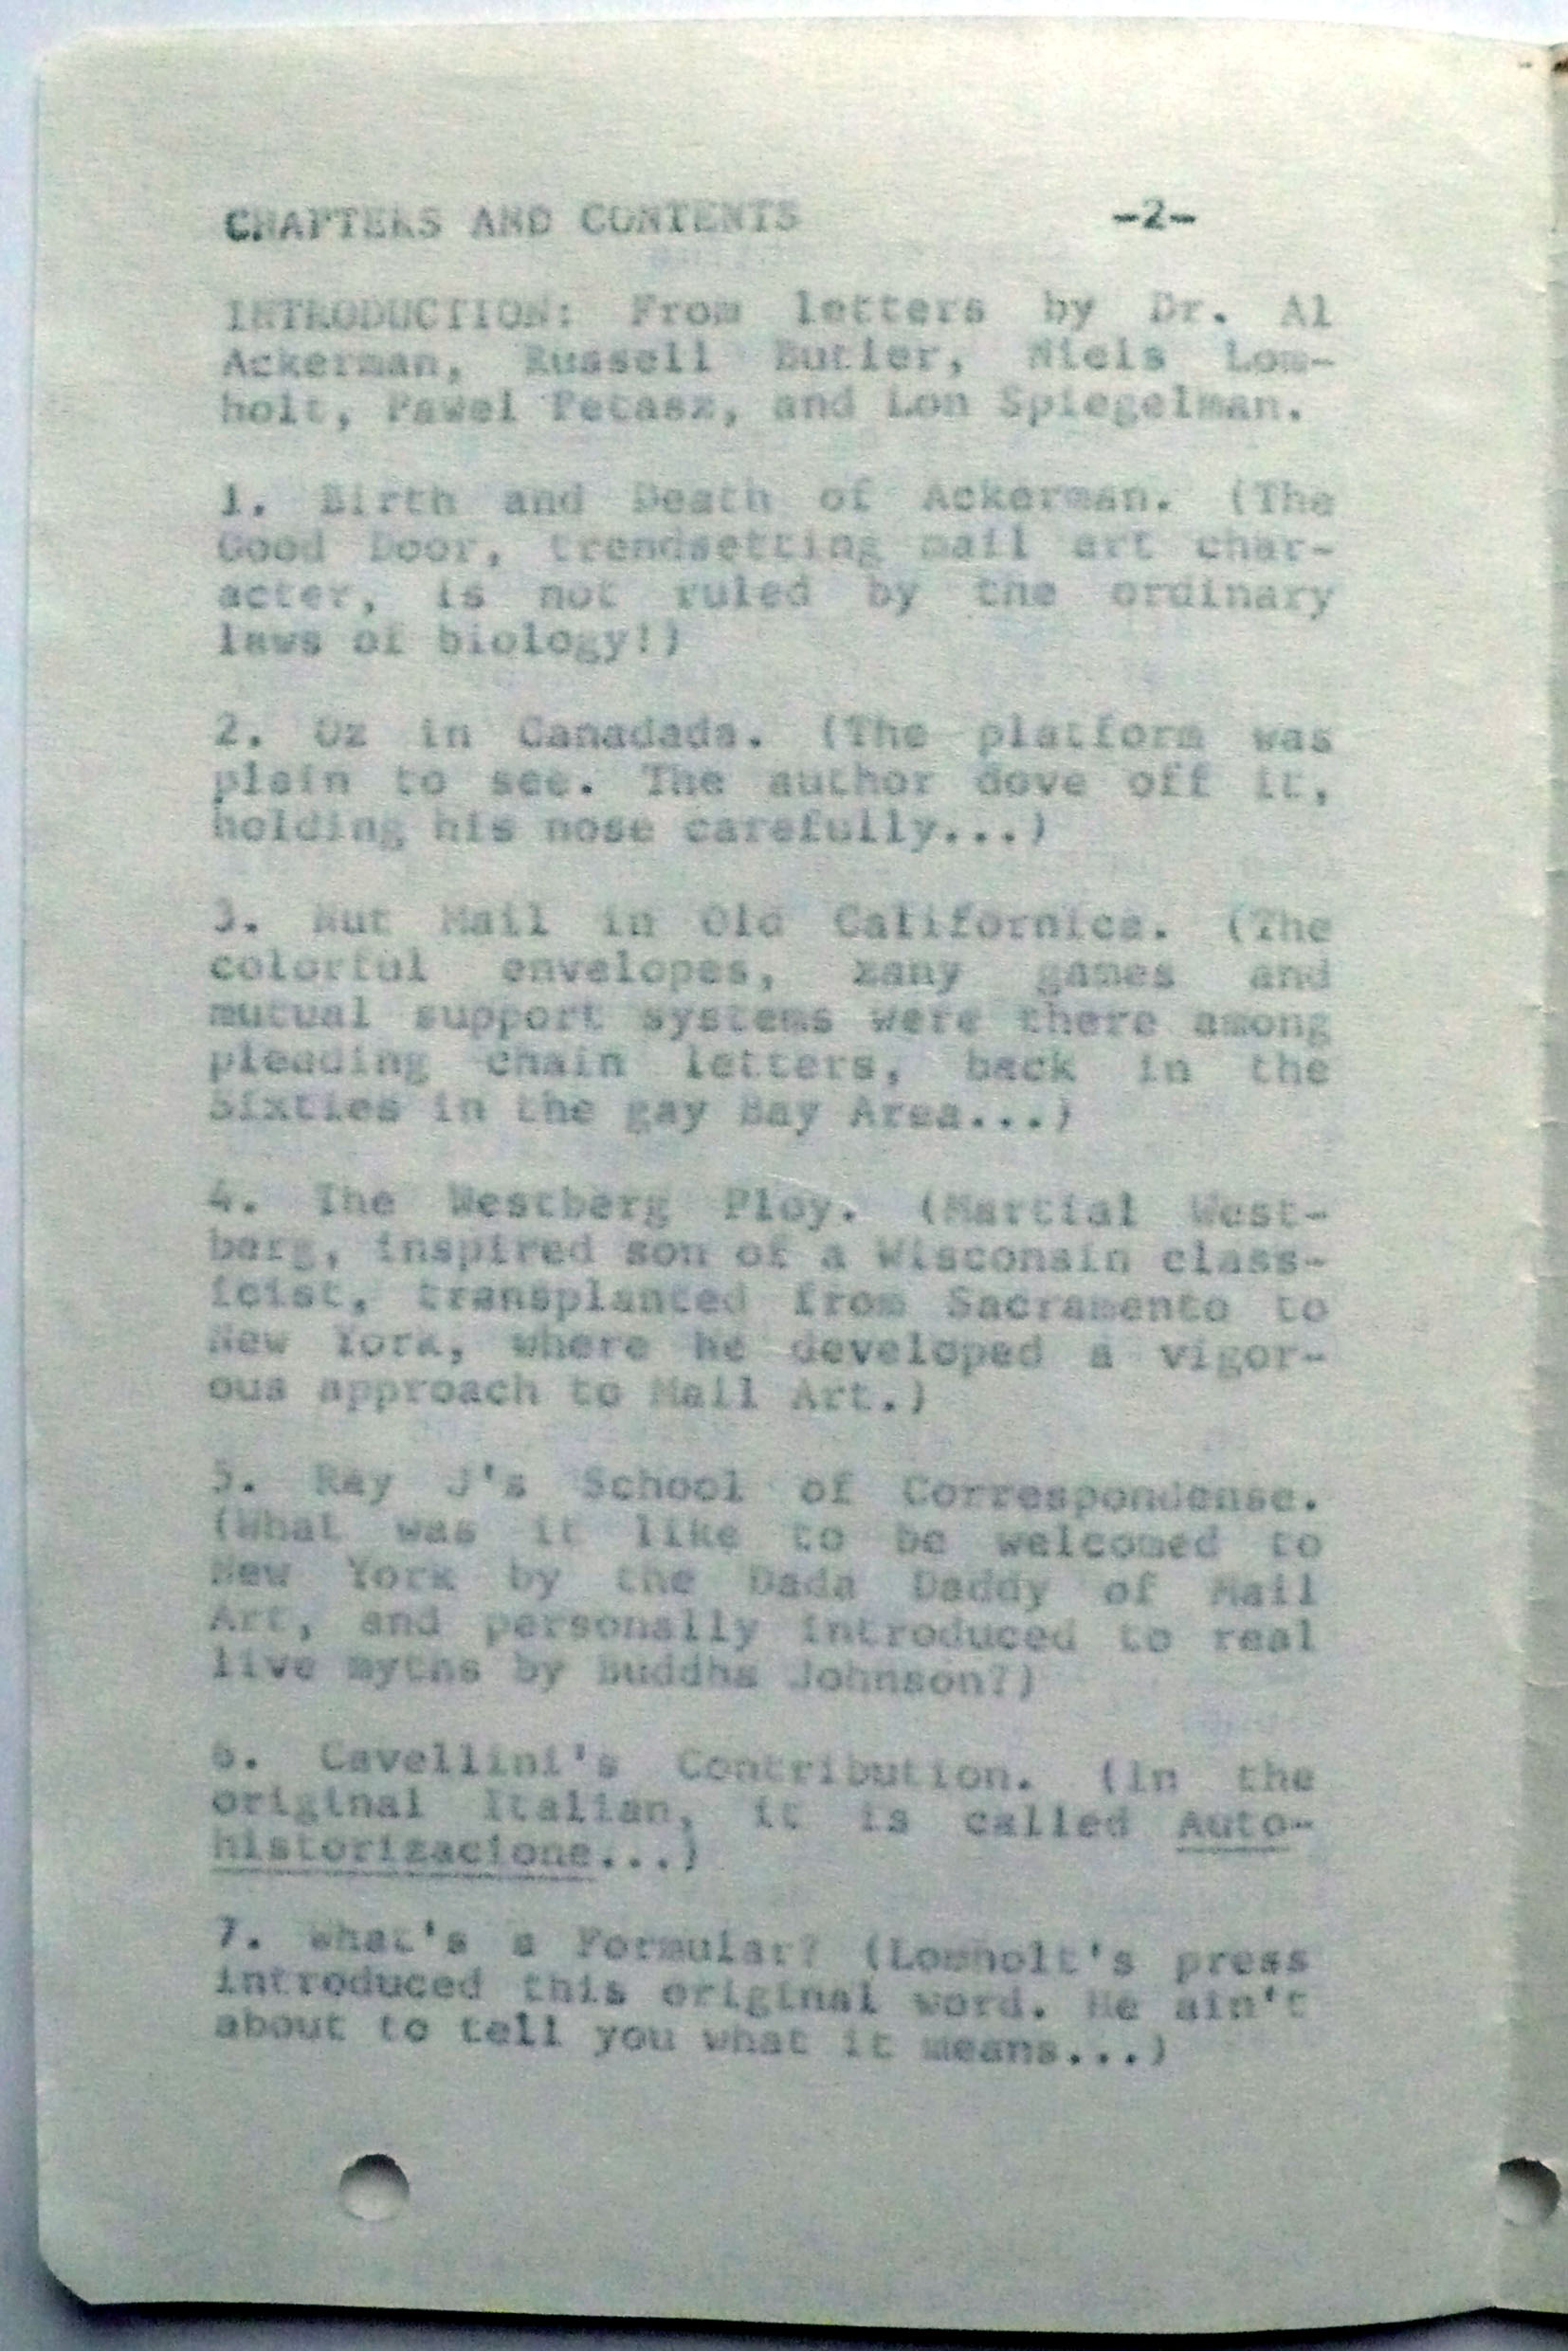 CHAPTERS AND CONTENTS -2-
INTRODUCTION: From letters by Dr. Al
Ackerman, Russell Butler, Niels Lom-
holt, Pawel Petasz, and Lon Spiegelman.
1. Birth and Death of Ackerman. (The
Good Door, trendsetting mail art char-
acter, is not ruled by the ordinary
laws of biology!)
2. Oz in Canadada. (The platform was
plain to see. The author dove off it,
holding his nose carefully...)
3. Nut Mail in Old Californica. (The
colorful envelopes, zany games and
mutual support systems were there among
pleading chain letters, back in the
Sixties in the gay Bay Area...)
4. The Westberg Ploy. (Martial West-
berg, inspired son of a Wisconsin class-
icist, transplanted from Sacramento to
New York, where he developed a vigor-
ous approach to Mail Art.)
5. Ray J's School of Correspondense.
(What was it like to be welcomed to
New York by the Dada Daddy of Mail
Art, and personally introduced to real
live myths by Buddha Johnson?)
6. Cavellini's Contribution. (In the
original Italian, it is called Auto-
historizacione...)
7. What's a Formular? (Lomholt's press
introduced this original word. He ain't
about to tell you what it means...)